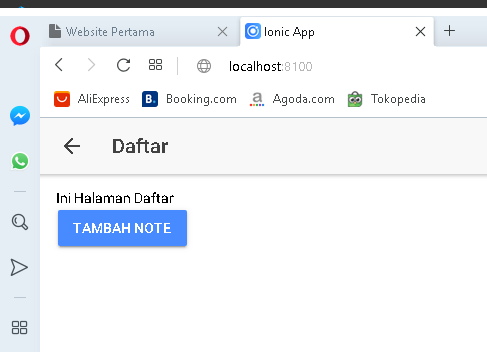 Website Pertama
Ionic App
localhost:8100
AliExpress
B. Booking.com
a Agoda.com
Tokopedia
Daftar
Ini Halaman Daftar
TAMBAH NOTE